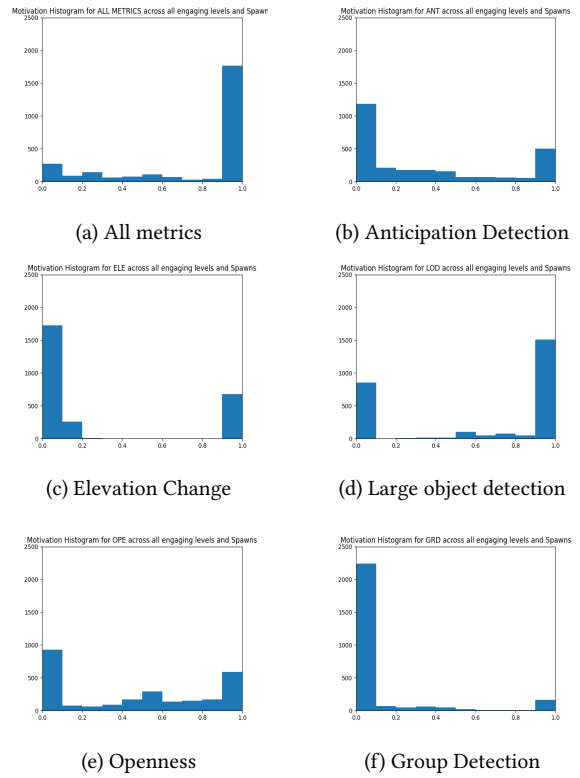 Motivation Histogram for ALL METRICS across all engaging levels and Spawn
2500
2000
1500
1000
500
0
0.0 0.2 0.4 0.6 0.8 1.0
(a) All metrics
Motivation Histogram for ANT across all engaging levels and Spawns
2500
2000
1500
1000
500
0
0.0 0.2 0.4 0.6 0.8 1.0
(b) Anticipation Detection
Motivation Histogram for ELE across all engaging levels and Spawns
2500
2000
1500
1000
500
0
0.0 0.2 0.4 0.6 0.8 1.0
(c) Elevation Change
Motivation Histogram for LOD across all engaging levels and Spawns
2500
2000
1500
1000
500
0
0.0 0.2 0.4 0.6 0.8 1.0
(d) Large object detection
Motivation Histogram for OPE across all engaging levels and Spawns
2500
2000
1500
1000
500
0
0.0 0.2 0.4 0.6 0.8 1.0
(e) Openness
Motivation Histogram for GRD across all engaging levels and Spawns
2500
2000
1500
1000
500
0
0.0 0.2 0.4 0.6 0.8 1.0
(f) Group Detection